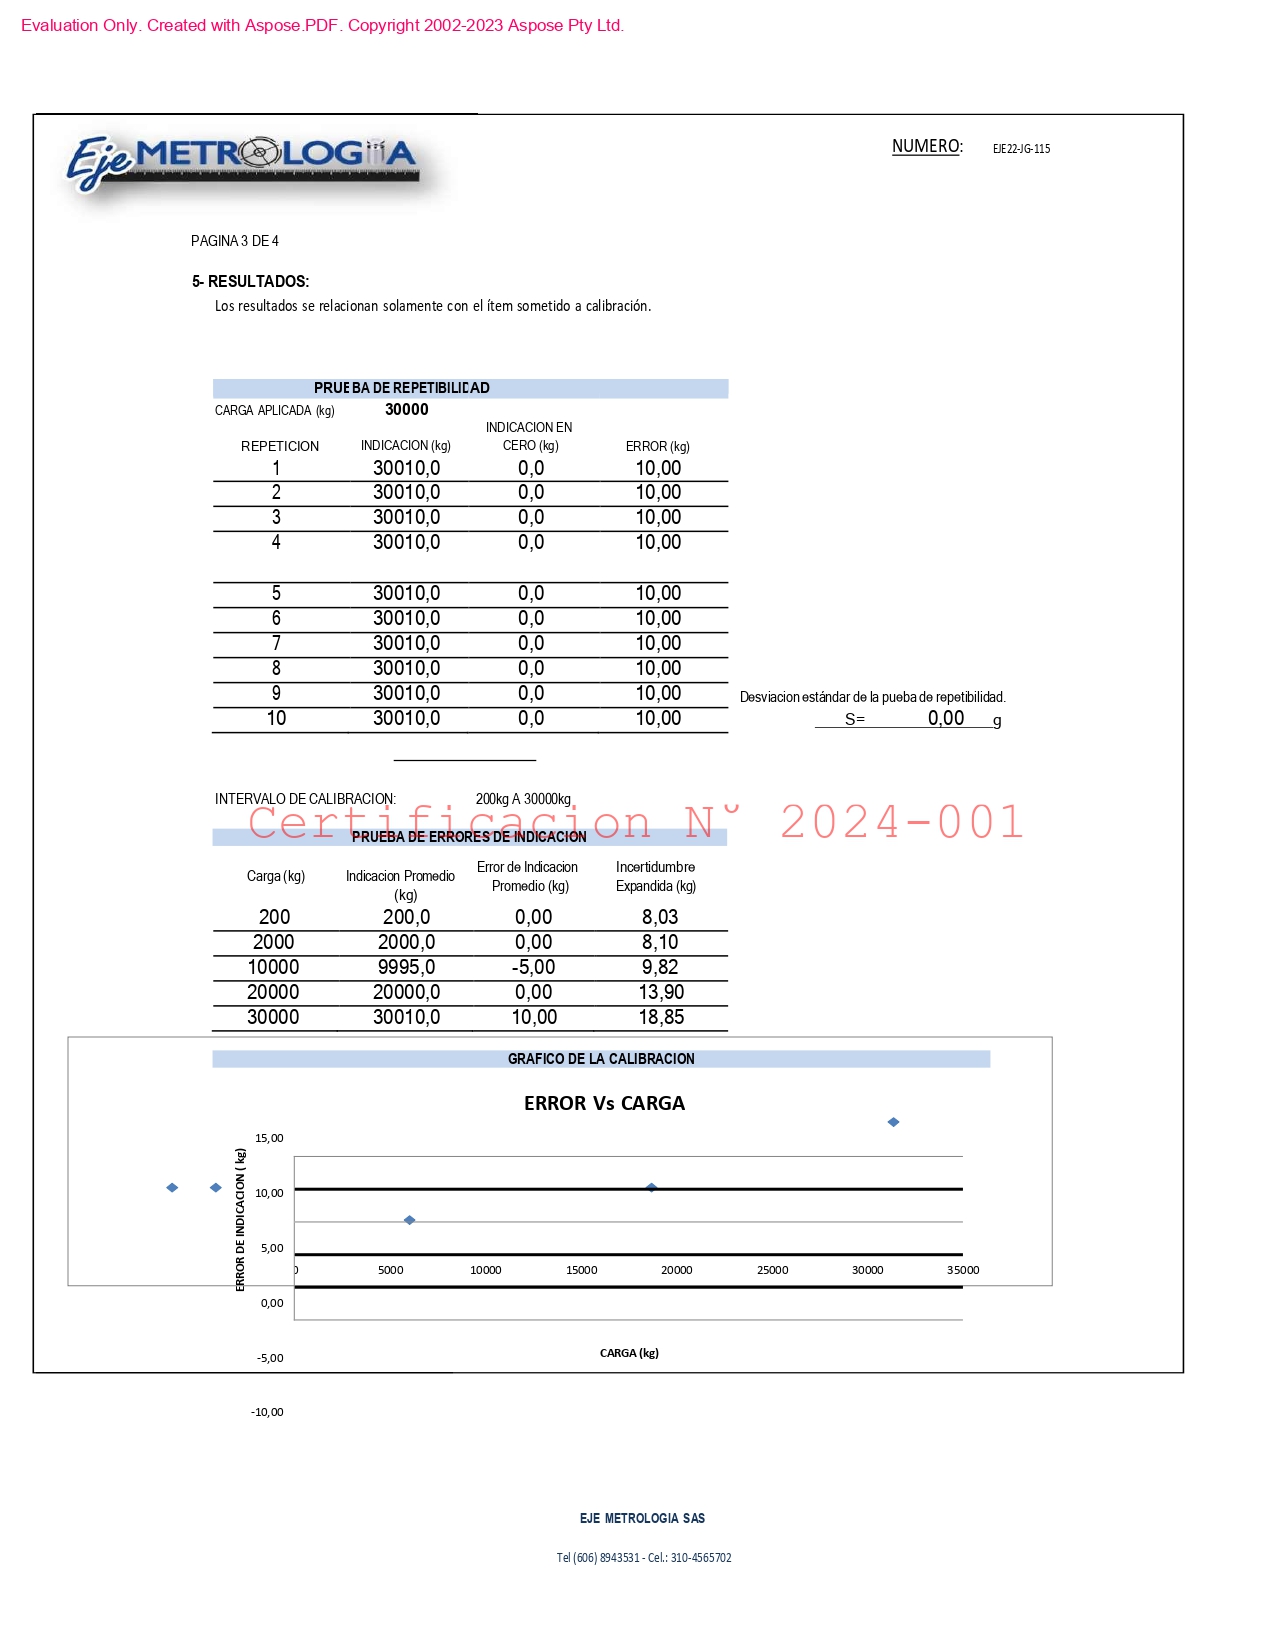 Evaluation Only. Created with Aspose.PDF. Copyright 2002-2023 Aspose Pty Ltd.
Eje METROLOGIA
NUMERO: EJE22-JG-115
PAGINA 3 DE 4
5- RESULTADOS:
Los resultados se relacionan solamente con el ítem sometido a calibración.
PRUEBA DE REPETIBILIDAD
CARGA APLICADA (kg) 30000
REPETICION INDICACION (kg) INDICACION EN CERO (kg) ERROR (kg)
1 30010,0 0,0 10,00
2 30010,0 0,0 10,00
3 30010,0 0,0 10,00
4 30010,0 0,0 10,00
5 30010,0 0,0 10,00
6 30010,0 0,0 10,00
7 30010,0 0,0 10,00
8 30010,0 0,0 10,00
9 30010,0 0,0 10,00
Desviacion estándar de la pueba de repetibilidad.
10 30010,0 0,0 10,00
S= 0,00 g
INTERVALO DE CALIBRACION: 200kg A 30000kg
Certificacion N˘ 2024-001
PRUEBA DE ERRORES DE INDICACION
Carga (kg) Indicacion Promedio (kg) Error de Indicacion Promedio (kg) Incertidumbre Expandida (kg)
200 200,0 0,00 8,03
2000 2000,0 0,00 8,10
10000 9995,0 -5,00 9,82
20000 20000,0 0,00 13,90
30000 30010,0 10,00 18,85
GRAFICO DE LA CALIBRACION
ERROR Vs CARGA
ERROR DE INDICACION ( kg)
15,00
10,00
5,00
0 5000 10000 15000 20000 25000 30000 35000
0,00
CARGA (kg)
-5,00
-10,00
EJE METROLOGIA SAS
Tel (606) 8943531 - Cel.: 310-4565702